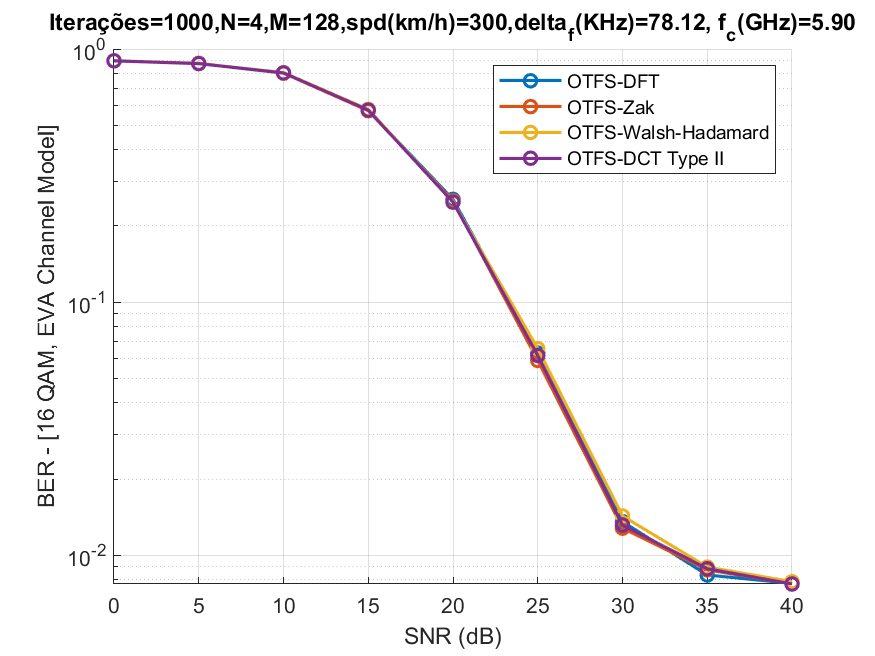 Iterações=1000,N=4,M=128,spd(km/h)=300,delta_f(KHz)=78.12, f_c(GHz)=5.90
OTFS-DFT
OTFS-Zak
OTFS-Walsh-Hadamard
OTFS-DCT Type II
BER - [16 QAM, EVA Channel Model]
10^0
10^-1
10^-2
0 5 10 15 20 25 30 35 40
SNR (dB)